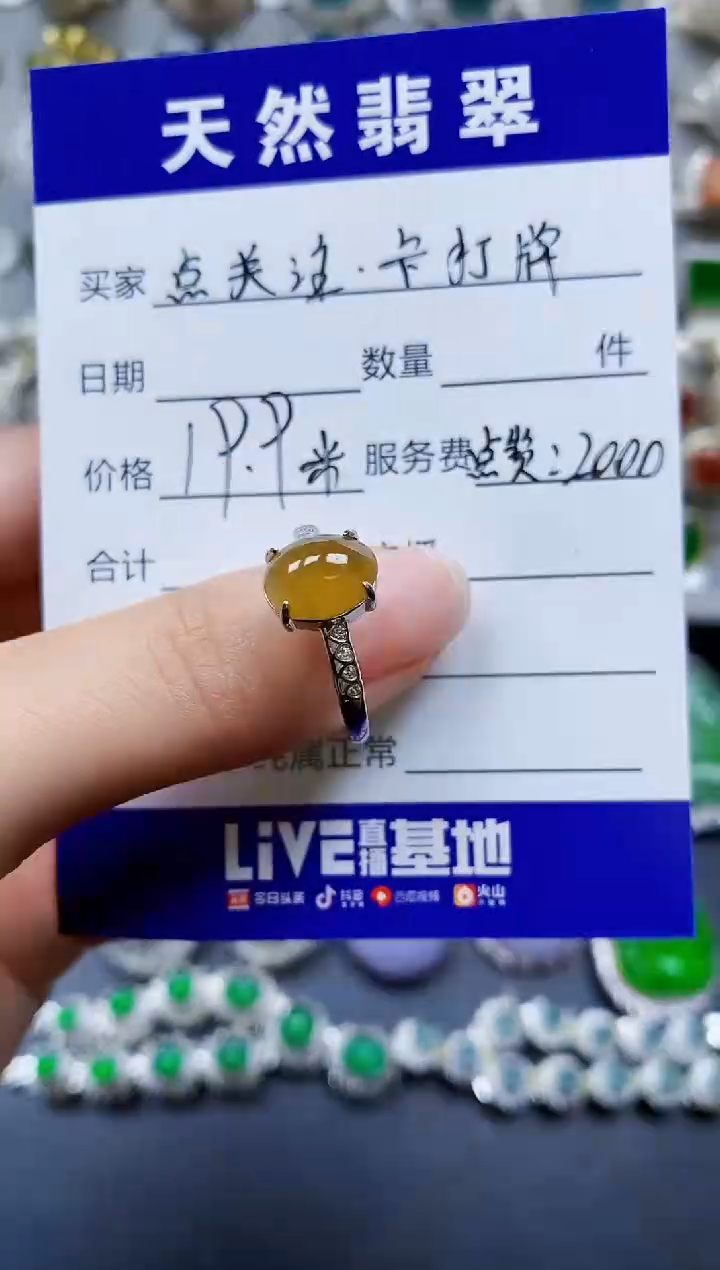 天然翡翠
买家 点关注·卡打牌
日期 数量 件
价格 19.9米 服务费 点赞:2000
合计
属正常
LiVE直播基地
今日头条 抖音 西瓜视频 火山